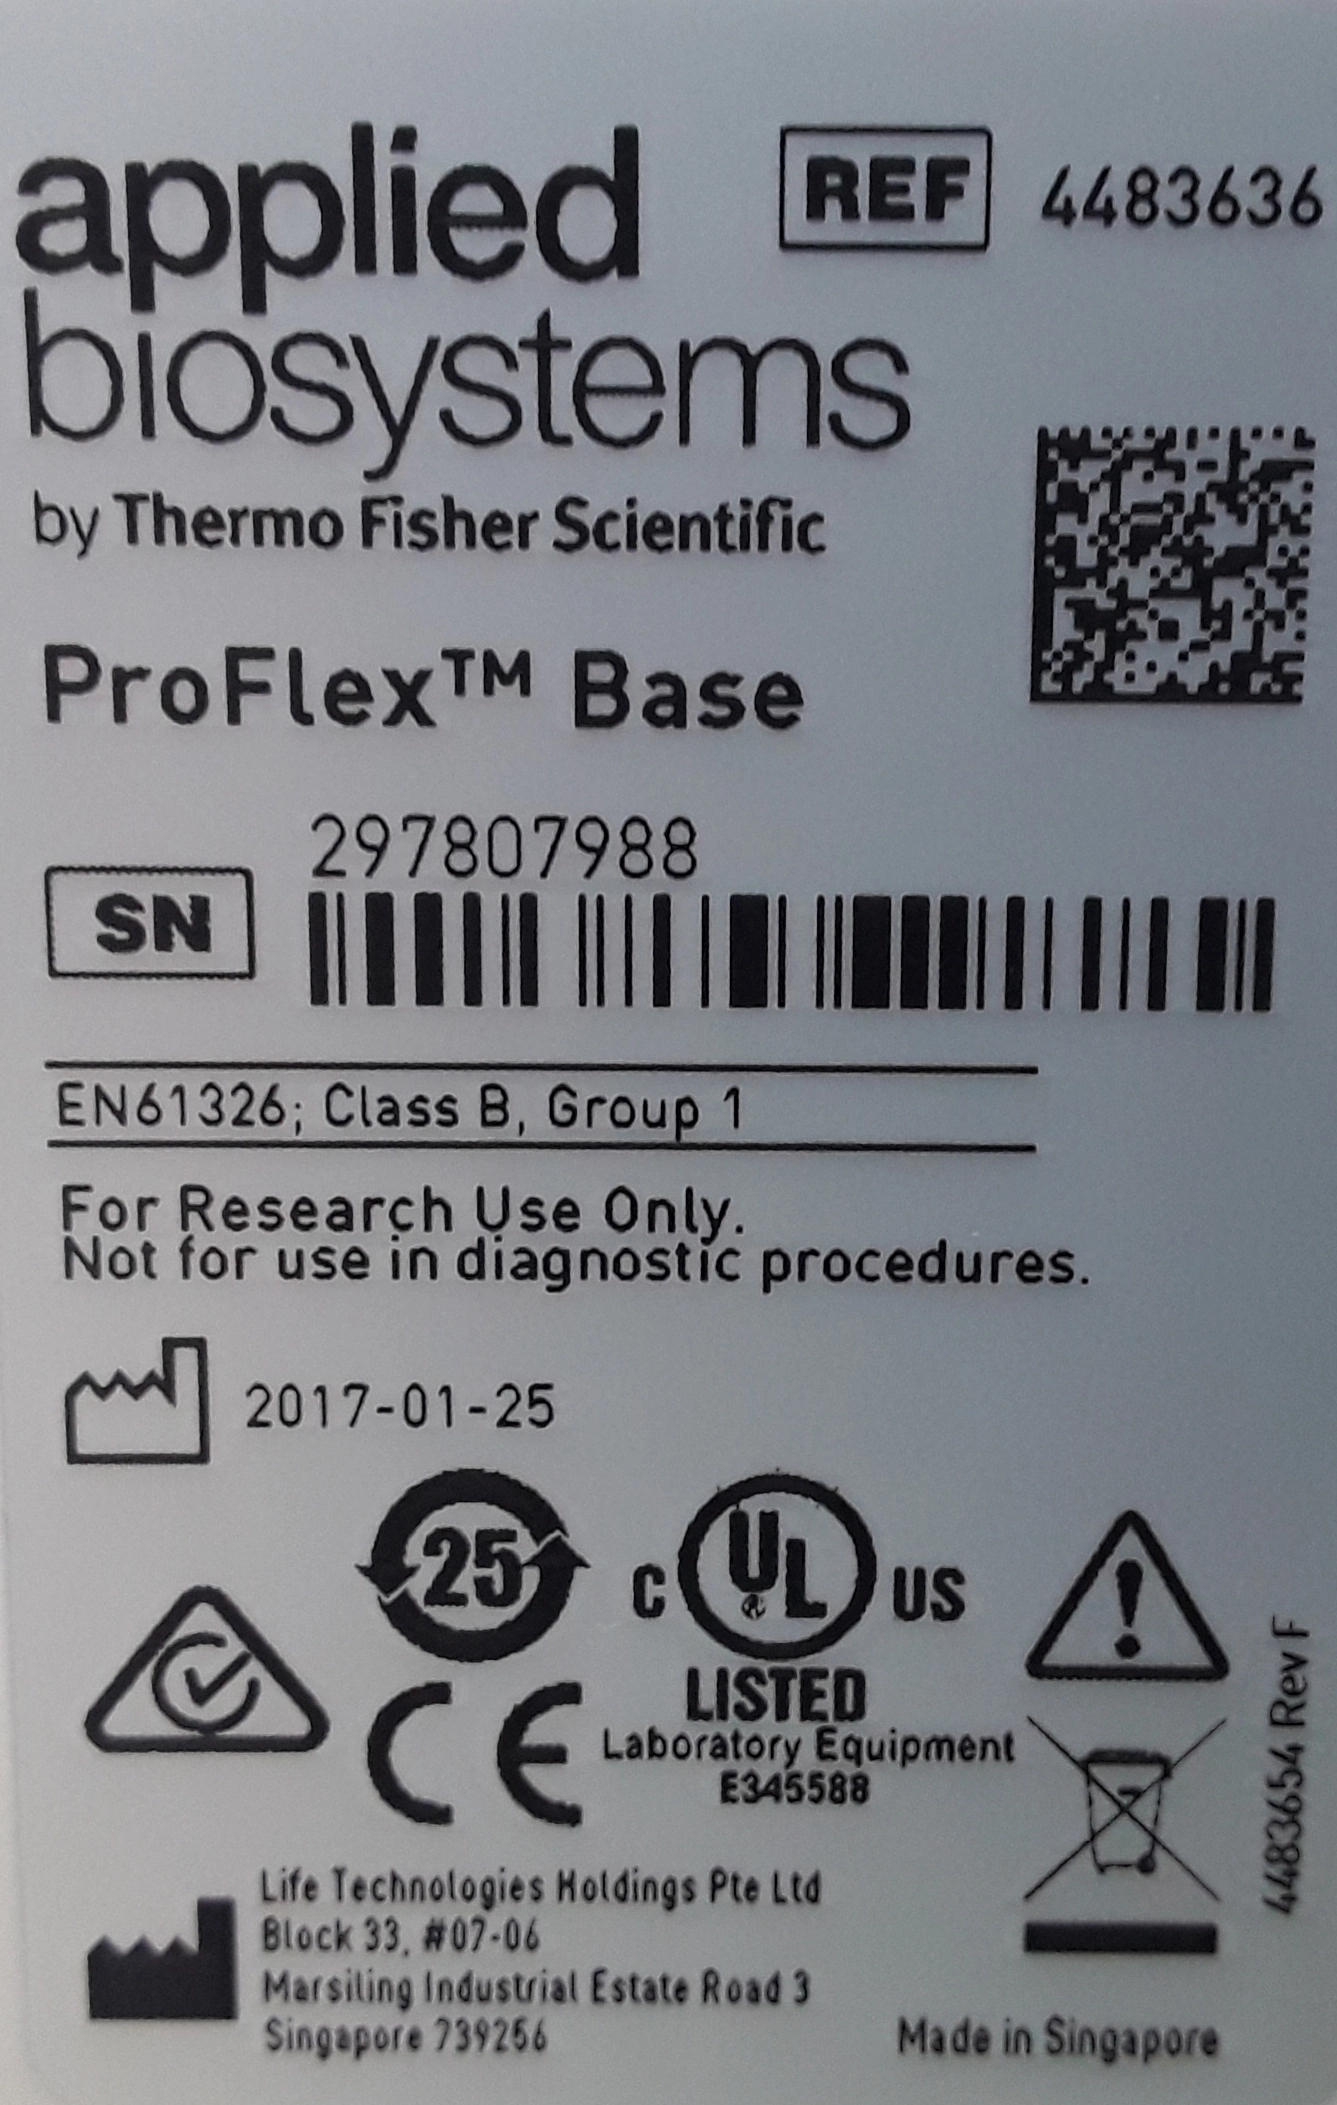 applied
biosystems
by Thermo Fisher Scientific
REF 4483636
ProFlex™ Base
SN 297807988
EN61326; Class B, Group 1
For Research Use Only.
Not for use in diagnostic procedures.
2017-01-25
25
C UL US
LISTED
Laboratory Equipment
E345588
CE
4483654 Rev F
Life Technologies Holdings Pte Ltd
Block 33, #07-06
Marsiling Industrial Estate Road 3
Singapore 739256
Made in Singapore